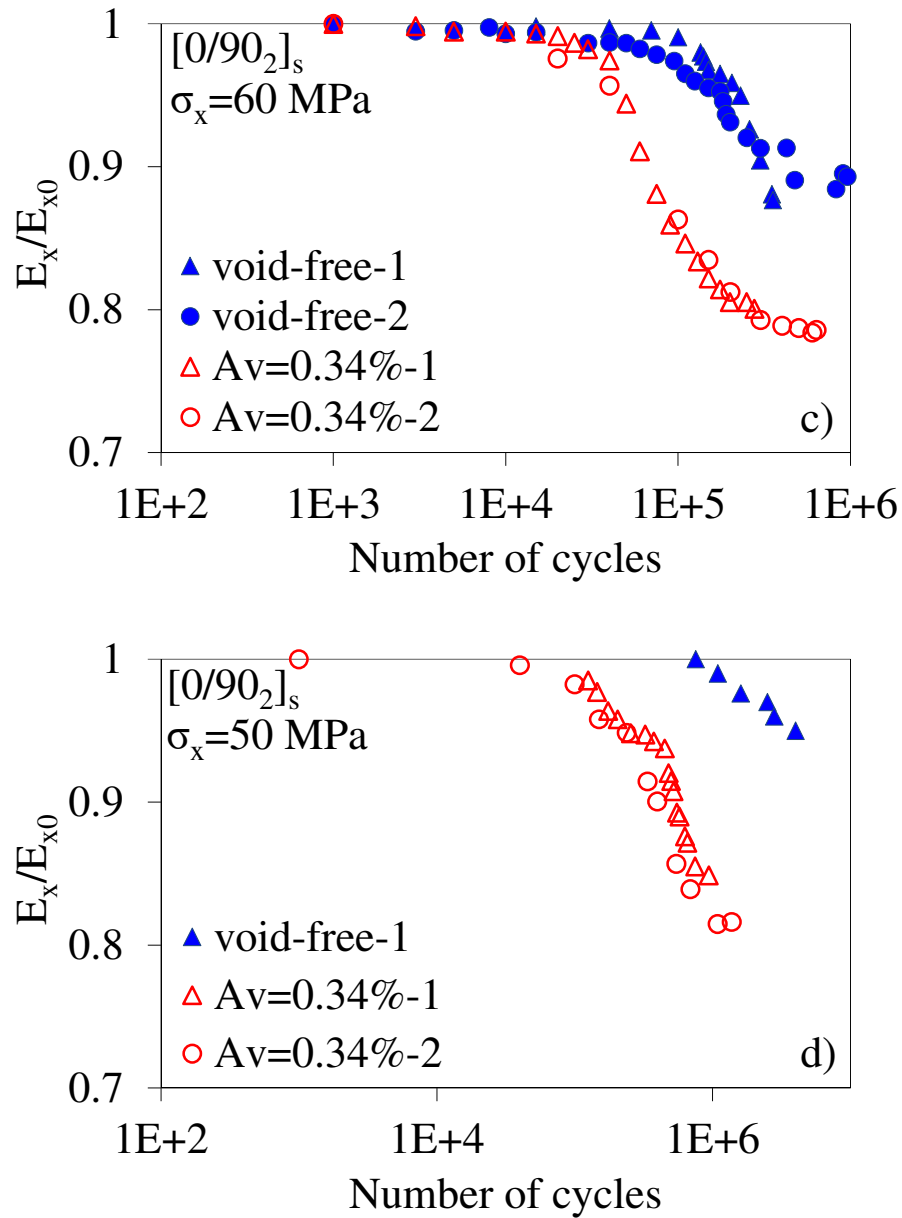 1
[0/90₂]ₛ
σₓ=60 MPa
0.9
Eₓ/Eₓ₀
void-free-1
0.8
void-free-2
Av=0.34%-1
Av=0.34%-2
c)
0.7
1E+2 1E+3 1E+4 1E+5 1E+6
Number of cycles
1
[0/90₂]ₛ
σₓ=50 MPa
0.9
Eₓ/Eₓ₀
0.8
void-free-1
Av=0.34%-1
Av=0.34%-2
d)
0.7
1E+2 1E+4 1E+6
Number of cycles